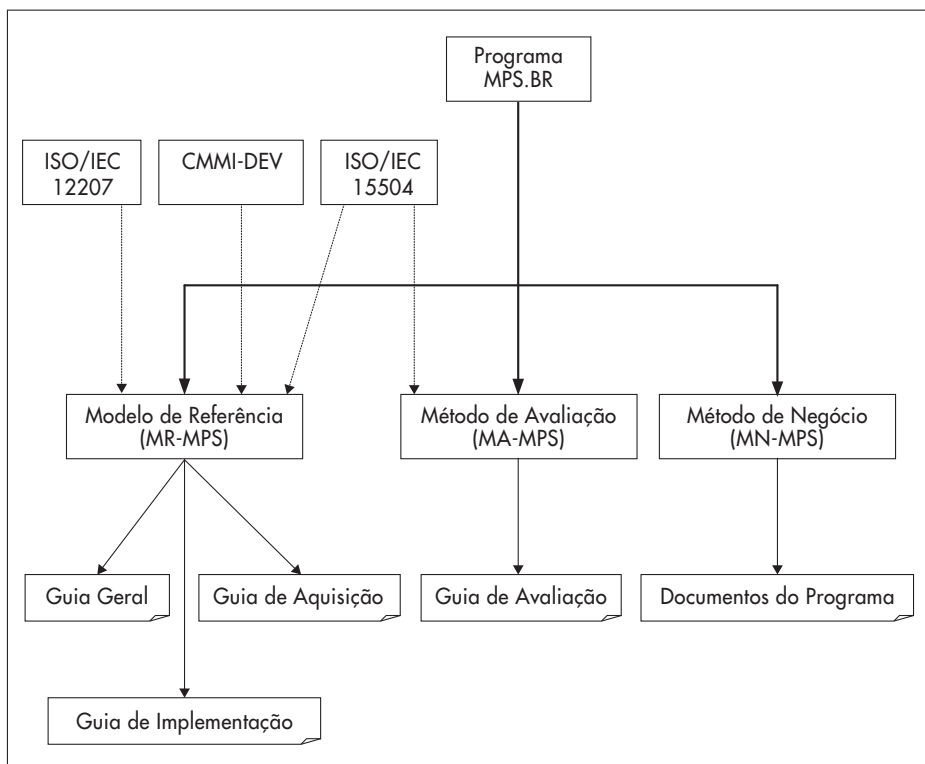 Programa
MPS.BR
ISO/IEC
12207
CMMI-DEV
ISO/IEC
15504
Modelo de Referência
(MR-MPS)
Método de Avaliação
(MA-MPS)
Método de Negócio
(MN-MPS)
Guia Geral
Guia de Aquisição
Guia de Avaliação
Documentos do Programa
Guia de Implementação